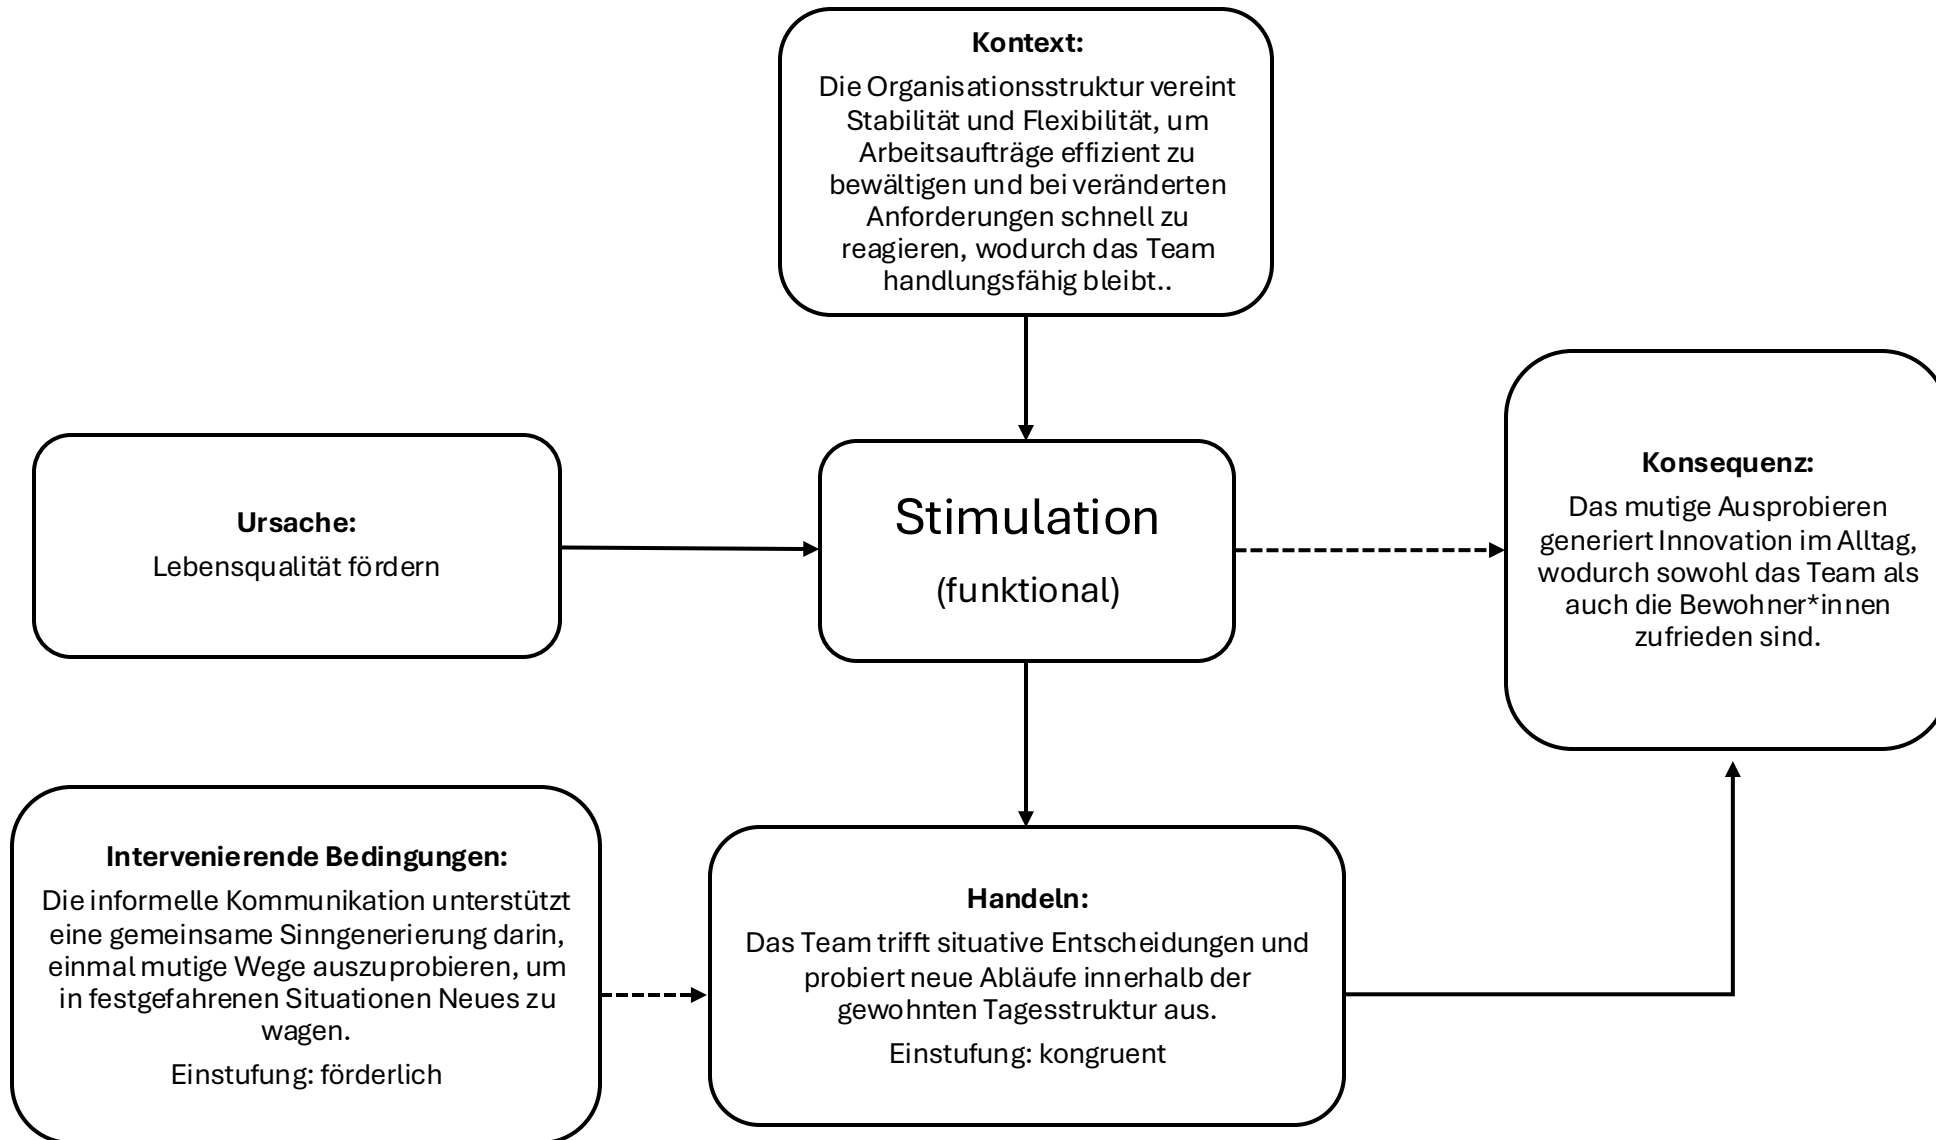 Kontext:
Die Organisationsstruktur vereint
Stabilität und Flexibilität, um
Arbeitsaufträge effizient zu
bewältigen und bei veränderten
Anforderungen schnell zu
reagieren, wodurch das Team
handlungsfähig bleibt..
Ursache:
Lebensqualität fördern
Stimulation
(funktional)
Konsequenz:
Das mutige Ausprobieren
generiert Innovation im Alltag,
wodurch sowohl das Team als
auch die Bewohner*innen
zufrieden sind.
Intervenierende Bedingungen:
Die informelle Kommunikation unterstützt
eine gemeinsame Sinngenerierung darin,
einmal mutige Wege auszuprobieren, um
in festgefahrenen Situationen Neues zu
wagen.
Einstufung: förderlich
Handeln:
Das Team trifft situative Entscheidungen und
probiert neue Abläufe innerhalb der
gewohnten Tagesstruktur aus.
Einstufung: kongruent